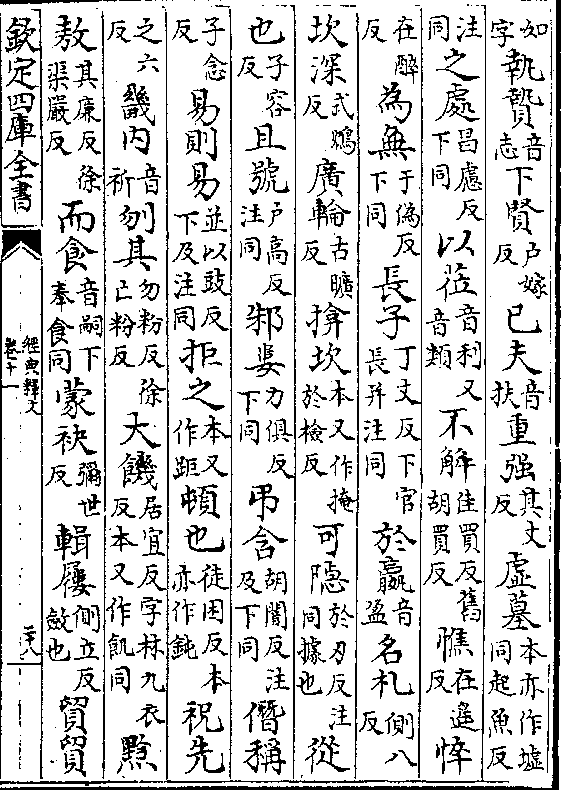 如字執贄音志下賢戶嫁反已夫音扶重强其丈反虛墓本亦作墟同起魚反
注同之處昌慮反下同以莅音利又音類不解佳買反舊胡買反憔在遥反悴
在醉反為無于偽反下同長子丁丈反下官長并注同於嬴音盈名札側八反
坎深式鴆反廣輪古曠反揜坎本又作掩於檢反可隠於刃反注同據也從
也子容反且號戶高反注同邾婁力俱反下同弔含胡闇反注及下同僭稱
子念反易則易並以豉反下及注同拒之本又作距頓也徒困反本亦作鈍祝先
之六反畿内音祈刎其勿粉反徐亡粉反大饑居宜反字林九衣反本又作飢同黔
敖其廉反徐渠嚴反而食音嗣下奉食同蒙袂彌世反輯屨側立反斂也貿貿
欽定四庫全書
經典釋文
卷十一
二十八